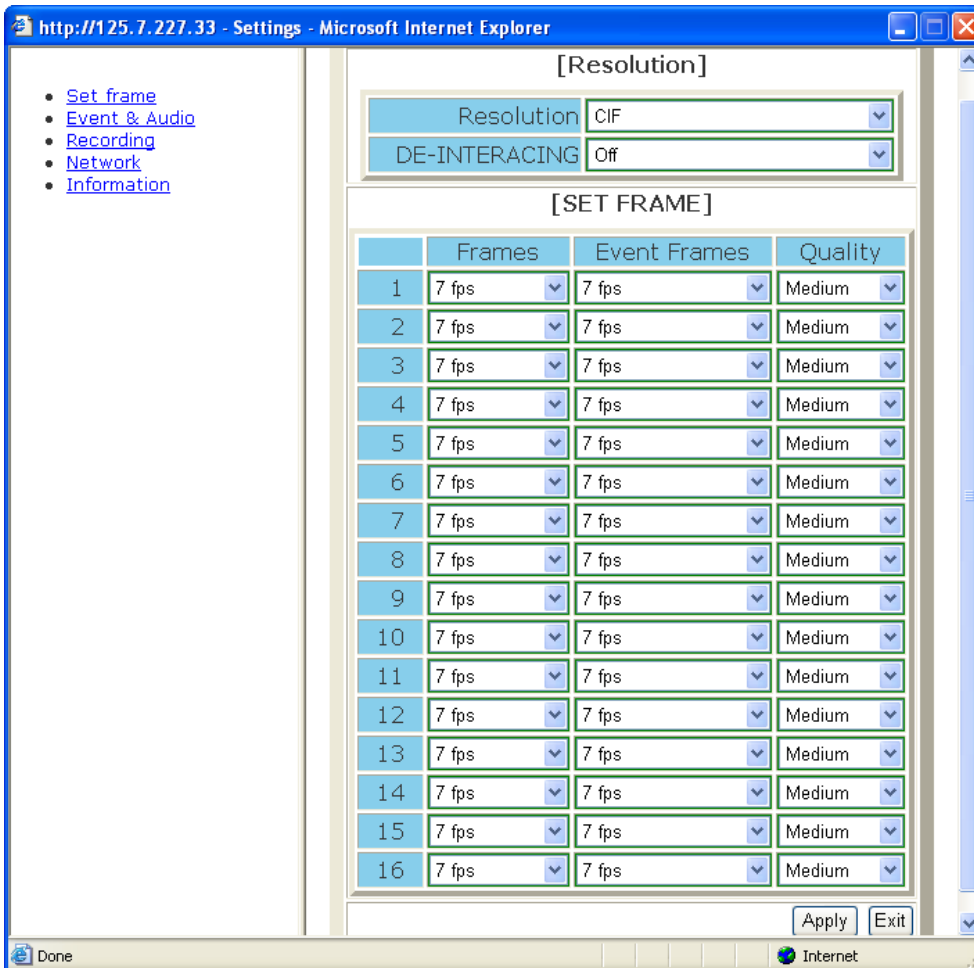 http://125.7.227.33 - Settings - Microsoft Internet Explorer
Set frame
Event & Audio
Recording
Network
Information
[Resolution]
Resolution CIF
DE-INTERACING Off
[SET FRAME]
Frames Event Frames Quality
1 7 fps 7 fps Medium
2 7 fps 7 fps Medium
3 7 fps 7 fps Medium
4 7 fps 7 fps Medium
5 7 fps 7 fps Medium
6 7 fps 7 fps Medium
7 7 fps 7 fps Medium
8 7 fps 7 fps Medium
9 7 fps 7 fps Medium
10 7 fps 7 fps Medium
11 7 fps 7 fps Medium
12 7 fps 7 fps Medium
13 7 fps 7 fps Medium
14 7 fps 7 fps Medium
15 7 fps 7 fps Medium
16 7 fps 7 fps Medium
Apply Exit
Done Internet